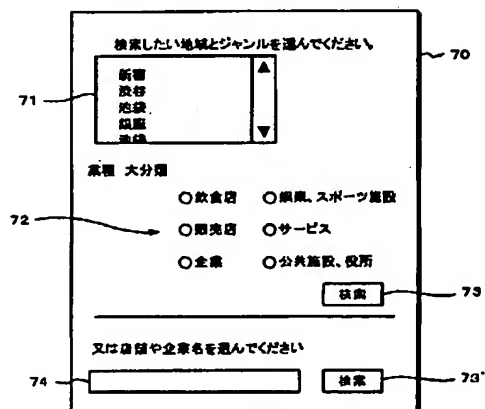 検索したい地域とジャンルを選んでください。
70
71
新宿
渋谷
池袋
銀座
池袋
業種 大分類
72
○飲食店 ○娯楽、スポーツ施設
○販売店 ○サービス
○企業 ○公共施設、役所
検索
73
又は店舗や企業名を選んでください
74
検索
73'